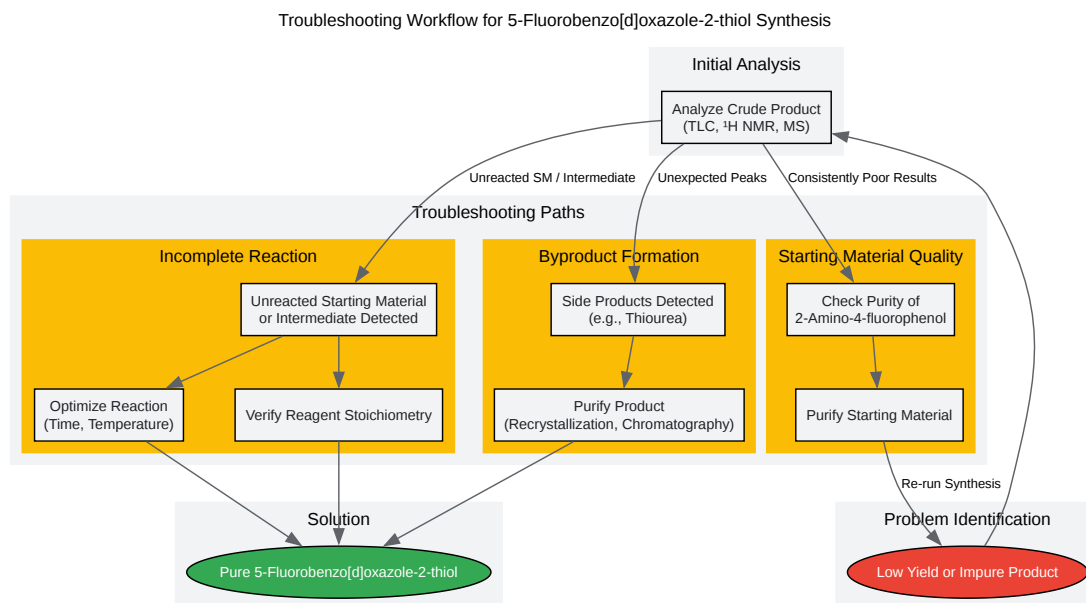 Troubleshooting Workflow for 5-Fluorobenzo[d]oxazole-2-thiol Synthesis
Initial Analysis
Analyze Crude Product
(TLC, ¹H NMR, MS)
Unreacted SM / Intermediate
Unexpected Peaks
Consistently Poor Results
Troubleshooting Paths
Incomplete Reaction
Unreacted Starting Material
or Intermediate Detected
Optimize Reaction
(Time, Temperature)
Verify Reagent Stoichiometry
Byproduct Formation
Side Products Detected
(e.g., Thiourea)
Purify Product
(Recrystallization, Chromatography)
Starting Material Quality
Check Purity of
2-Amino-4-fluorophenol
Purify Starting Material
Re-run Synthesis
Solution
Pure 5-Fluorobenzo[d]oxazole-2-thiol
Problem Identification
Low Yield or Impure Product